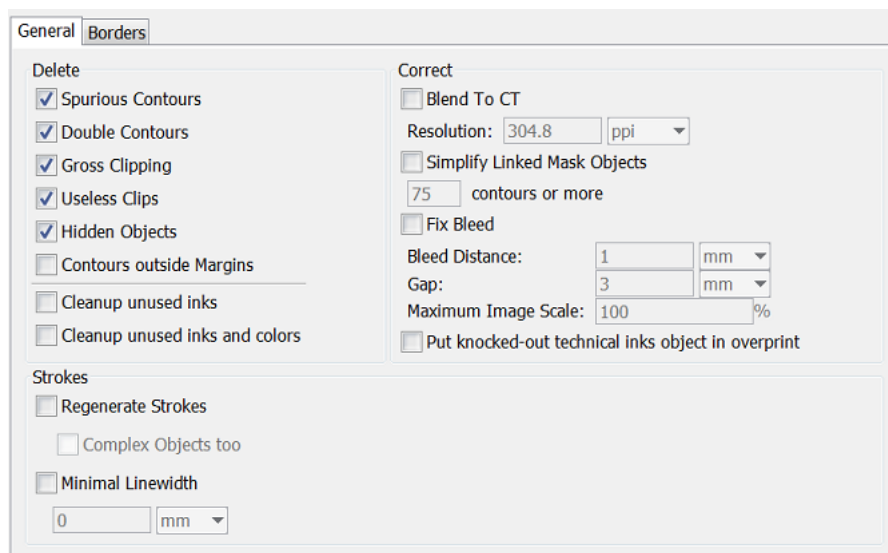 General Borders
Delete
Spurious Contours
Double Contours
Gross Clipping
Useless Clips
Hidden Objects
Contours outside Margins
Cleanup unused inks
Cleanup unused inks and colors
Correct
Blend To CT
Resolution: 304.8 ppi
Simplify Linked Mask Objects
75 contours or more
Fix Bleed
Bleed Distance: 1 mm
Gap: 3 mm
Maximum Image Scale: 100 %
Put knocked-out technical inks object in overprint
Strokes
Regenerate Strokes
Complex Objects too
Minimal Linewidth
0 mm